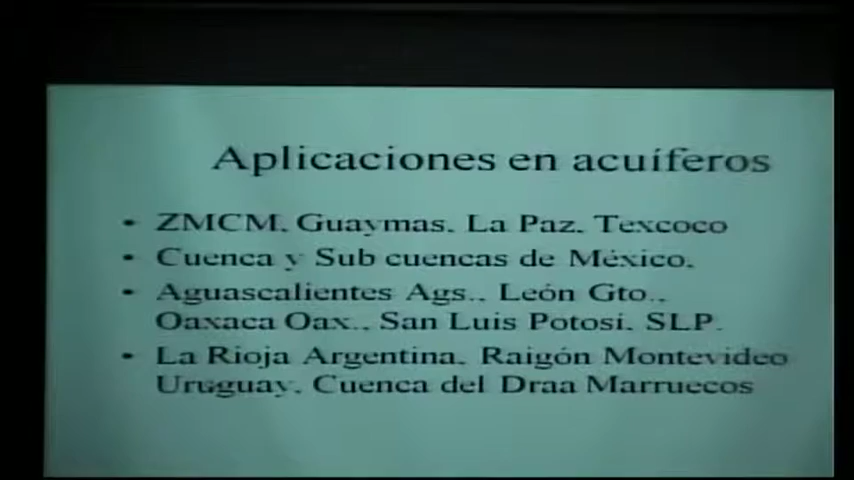 Aplicaciones en acuíferos
• ZMCM, Guaymas, La Paz, Texcoco
• Cuenca y Sub cuencas de México,
• Aguascalientes Ags., León Gto.,
Oaxaca Oax., San Luis Potosí, SLP.
• La Rioja Argentina, Raigón Montevideo
Uruguay, Cuenca del Draa Marruecos